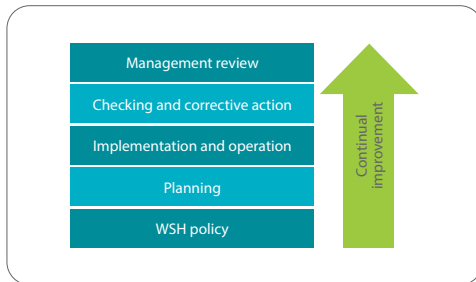 Management review
Checking and corrective action
Implementation and operation
Planning
WSH policy
Continual
improvement